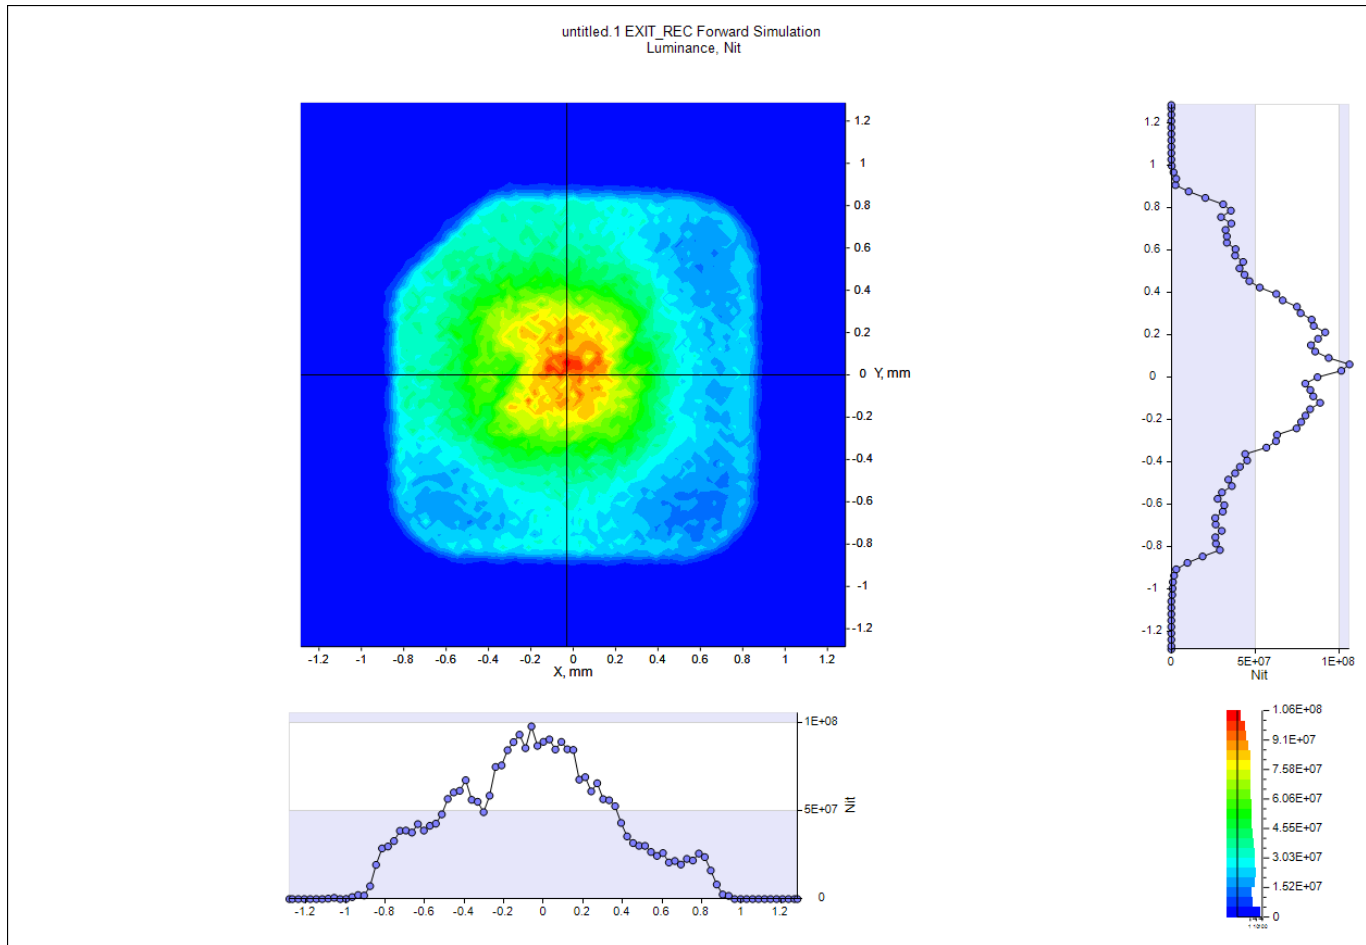 untitled.1 EXIT_REC Forward Simulation
Luminance, Nit
1.2
1
0.8
0.6
0.4
0.2
0 Y, mm
-0.2
-0.4
-0.6
-0.8
-1
-1.2
-1.2 -1 -0.8 -0.6 -0.4 -0.2 0 0.2 0.4 0.6 0.8 1 1.2
X, mm
1.2
1
0.8
0.6
0.4
0.2
0
-0.2
-0.4
-0.6
-0.8
-1
-1.2
0 5E+07 1E+08
Nit
1E+08
5E+07
0
Nit
-1.2 -1 -0.8 -0.6 -0.4 -0.2 0 0.2 0.4 0.6 0.8 1 1.2
1.06E+08
9.1E+07
7.58E+07
6.06E+07
4.55E+07
3.03E+07
1.52E+07
0